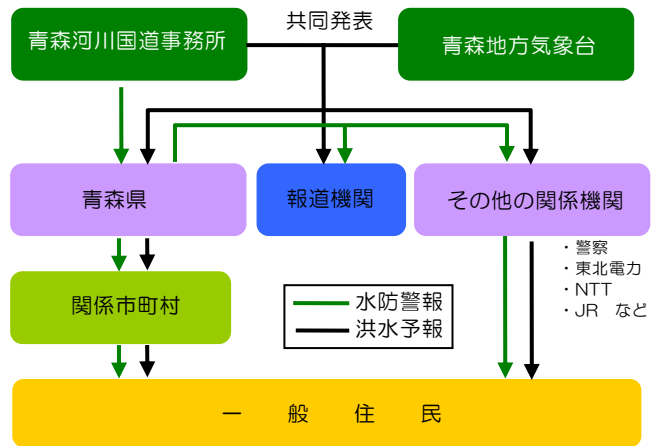 共同発表
青森河川国道事務所
青森地方気象台
青森県
報道機関
その他の関係機関
・警察
・東北電力
・NTT
・JR　など
関係市町村
水防警報
洪水予報
一　般　住　民